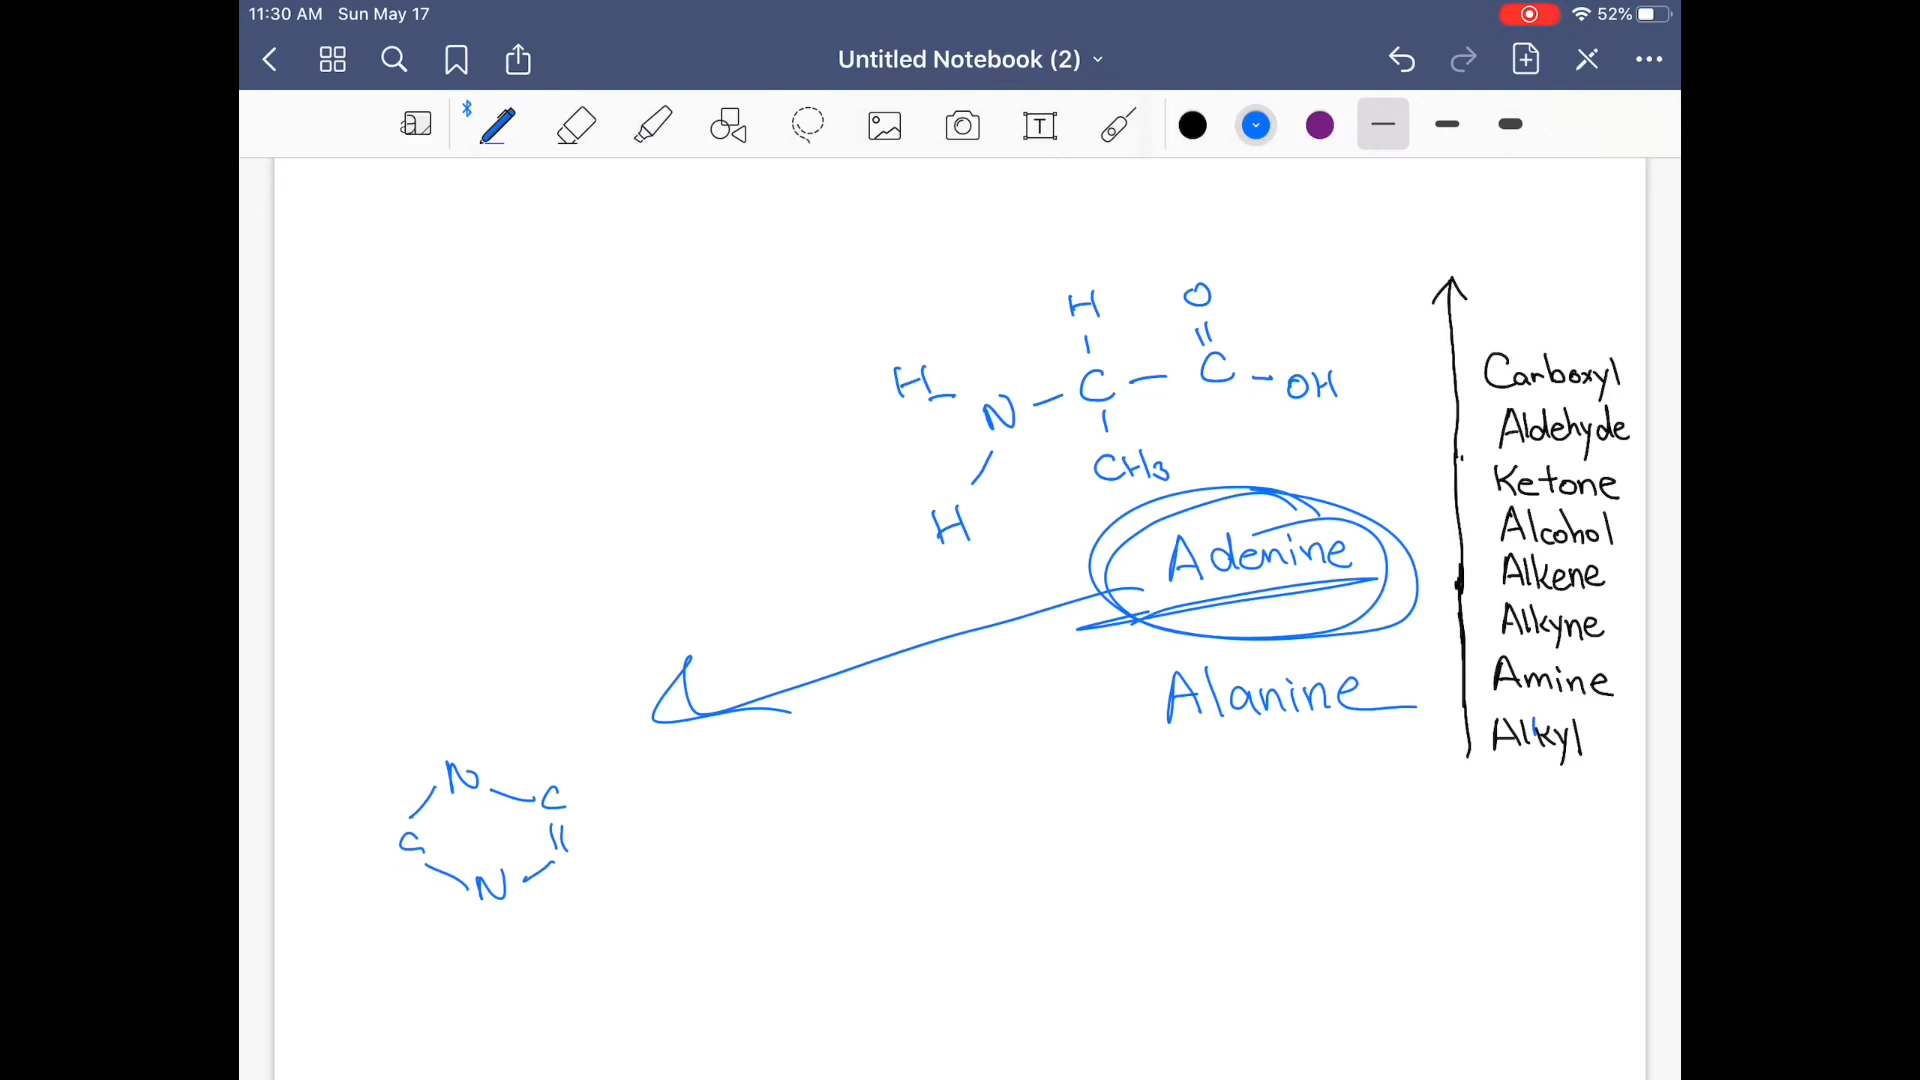 11:30 AM Sun May 17
52%
Untitled Notebook (2)
a
T
H O
H N C C OH
H CH3
Adenine
Alanine
Carboxyl
Aldehyde
Ketone
Alcohol
Alkene
Alkyne
Amine
Alkyl
N C
C N